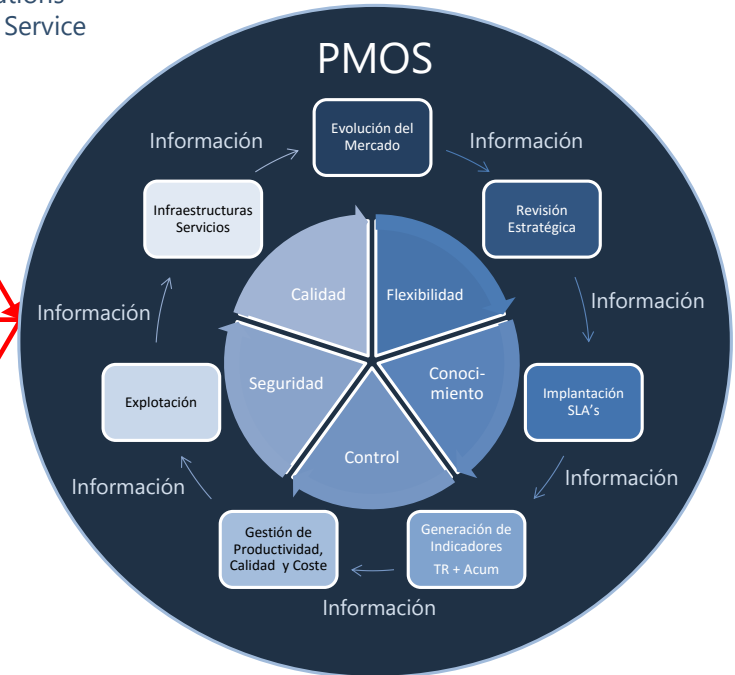 Service
PMOS
Evolución del
Mercado
Información
Información
Infraestructuras
Servicios
Revisión
Estratégica
Calidad
Flexibilidad
Información
Información
Seguridad
Conoci-
miento
Explotación
Implantación
SLA's
Control
Información
Información
Gestión de
Productividad,
Calidad y Coste
Generación de
Indicadores
TR + Acum
Información